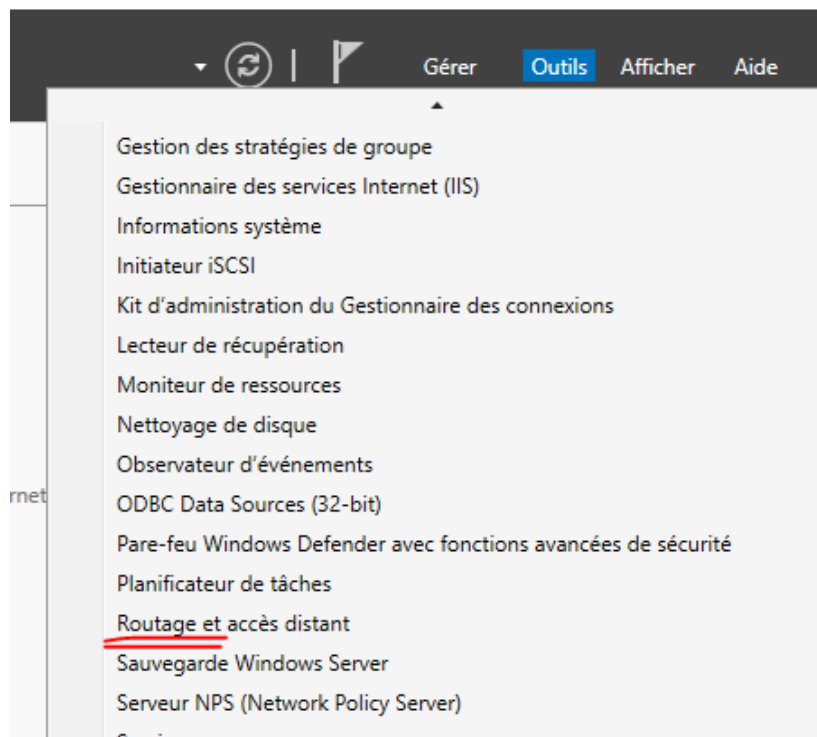 Gérer Outils Afficher Aide
Gestion des stratégies de groupe
Gestionnaire des services Internet (IIS)
Informations système
Initiateur iSCSI
Kit d'administration du Gestionnaire des connexions
Lecteur de récupération
Moniteur de ressources
Nettoyage de disque
Observateur d'événements
rnet
ODBC Data Sources (32-bit)
Pare-feu Windows Defender avec fonctions avancées de sécurité
Planificateur de tâches
Routage et accès distant
Sauvegarde Windows Server
Serveur NPS (Network Policy Server)